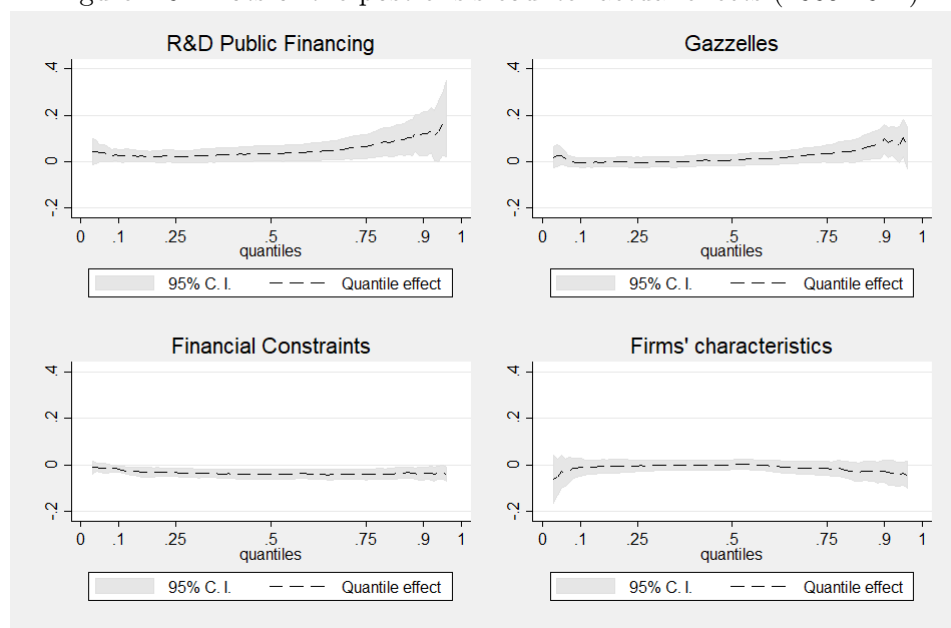 R&D Public Financing
.4
.2
0
-.2
0 .1 .25 .5 .75 .9 1
quantiles
95% C. I. Quantile effect
Gazzelles
.4
.2
0
-.2
0 .1 .25 .5 .75 .9 1
quantiles
95% C. I. Quantile effect
Financial Constraints
.4
.2
0
-.2
0 .1 .25 .5 .75 .9 1
quantiles
95% C. I. Quantile effect
Firms' characteristics
.4
.2
0
-.2
0 .1 .25 .5 .75 .9 1
quantiles
95% C. I. Quantile effect